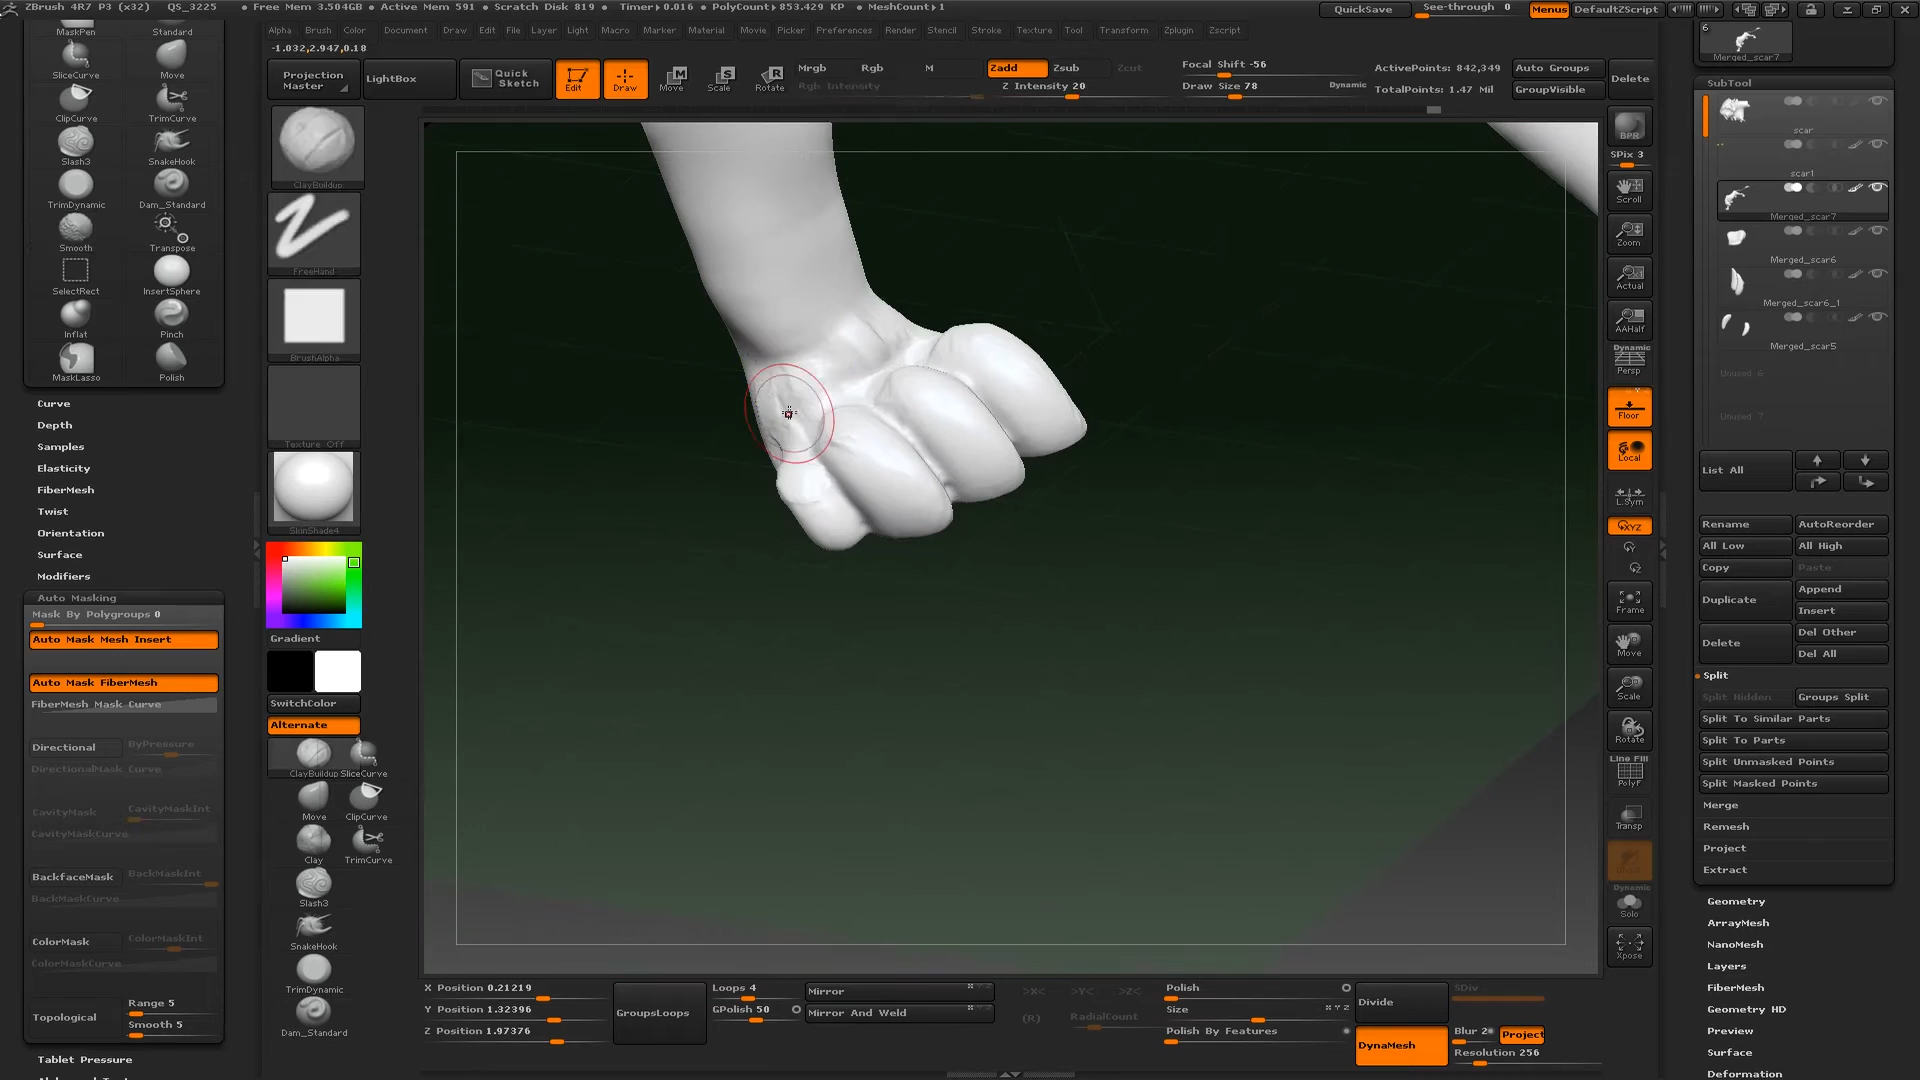 ZBrush 4R7 P3 (x32) QS_3225 • Free Mem 3.504GB • Active Mem 591 • Scratch Disk 819 • Timer▸0.016 • PolyCount▸853.429 KP • MeshCount▸1
QuickSave See-through 0 Menus DefaultZScript
Alpha Brush Color Document Draw Edit File Layer Light Macro Marker Material Movie Picker Preferences Render Stencil Stroke Texture Tool Transform Zplugin Zscript
-1.032,2.947,0.18
Projection Master
LightBox
Quick Sketch
Edit
Draw
Move
Scale
Rotate
Mrgb Rgb M
Rgb Intensity
Zadd Zsub Zcut
Z Intensity 20
Focal Shift -56
Draw Size 78
Dynamic
ActivePoints: 842,349
TotalPoints: 1.47 Mil
Auto Groups
GroupVisible
Delete
MaskPen Standard
SliceCurve Move
ClipCurve TrimCurve
Slash3 SnakeHook
TrimDynamic Dam_Standard
Smooth Transpose
SelectRect InsertSphere
Inflat Pinch
MaskLasso Polish
Curve
Depth
Samples
Elasticity
FiberMesh
Twist
Orientation
Surface
Modifiers
Auto Masking
Mask By Polygroups 0
Auto Mask Mesh Insert
Auto Mask FiberMesh
FiberMesh Mask Curve
Directional ByPressure
DirectionalMask Curve
CavityMask CavityMaskInt
CavityMaskCurve
BackfaceMask BackMaskInt
BackMaskCurve
ColorMask ColorMaskInt
ColorMaskCurve
Topological
Range 5
Smooth 5
Tablet Pressure
ClayBuildup
FreeHand
BrushAlpha
Texture Off
SkinShade4
Gradient
SwitchColor
Alternate
ClayBuildup SliceCurve
Move ClipCurve
Clay TrimCurve
Slash3
SnakeHook
TrimDynamic
Dam_Standard
BPR
SPix 3
Scroll
Zoom
Actual
AAHalf
Dynamic
Persp
Floor
Local
L.Sym
XYZ
Frame
Move
Scale
Rotate
Line Fill
PolyF
Transp
Dynamic
Solo
Xpose
6
Merged_scar7
SubTool
scar
scar1
Merged_scar7
Merged_scar6
Merged_scar6_1
Merged_scar5
Unused 6
Unused 7
List All
Rename AutoReorder
All Low All High
Copy Paste
Duplicate
Append
Insert
Delete
Del Other
Del All
Split
Split Hidden Groups Split
Split To Similar Parts
Split To Parts
Split Unmasked Points
Split Masked Points
Merge
Remesh
Project
Extract
Geometry
ArrayMesh
NanoMesh
Layers
FiberMesh
Geometry HD
Preview
Surface
Deformation
X Position 0.21219
Y Position 1.32396
Z Position 1.97376
GroupsLoops
Loops 4
GPolish 50
Mirror
Mirror And Weld
>X< >Y< >Z<
(R) RadialCount
Polish
Size
Polish By Features
Divide
DynaMesh
SDiv
Blur 2 Project
Resolution 256